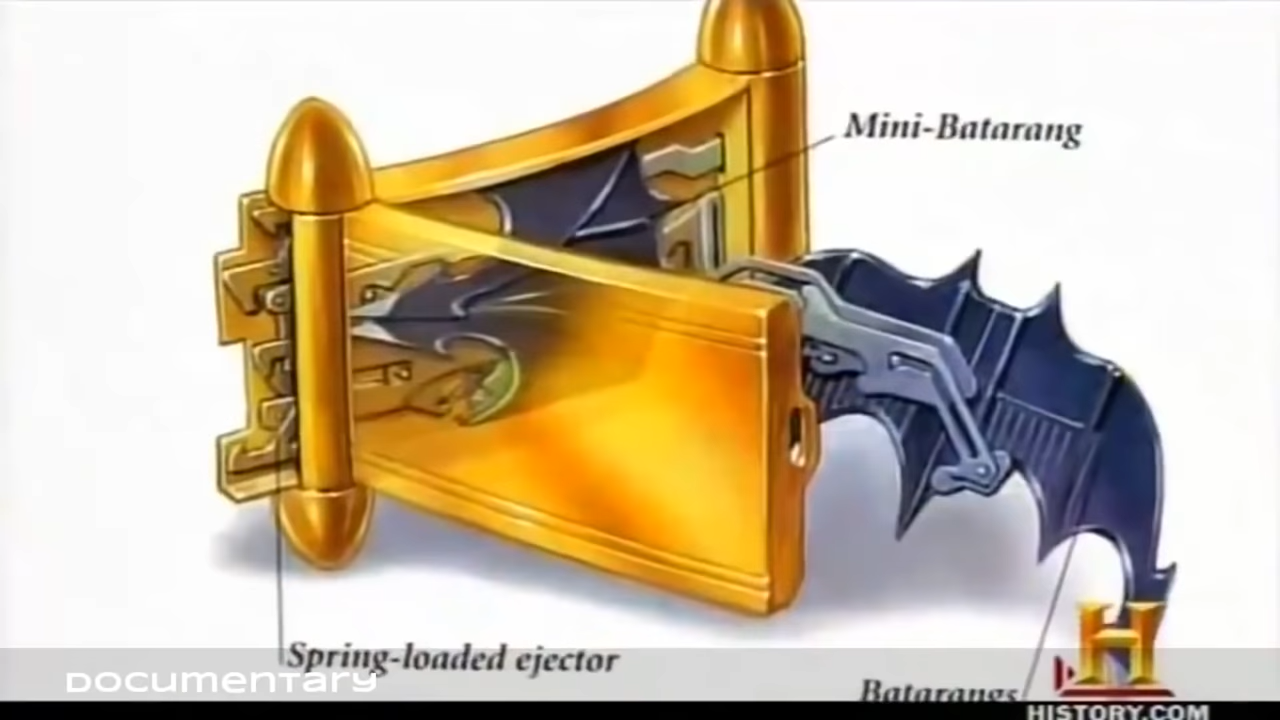 Mini-Batarang
Spring-loaded ejector
Documentary
Batarangs
H
HISTORY.COM